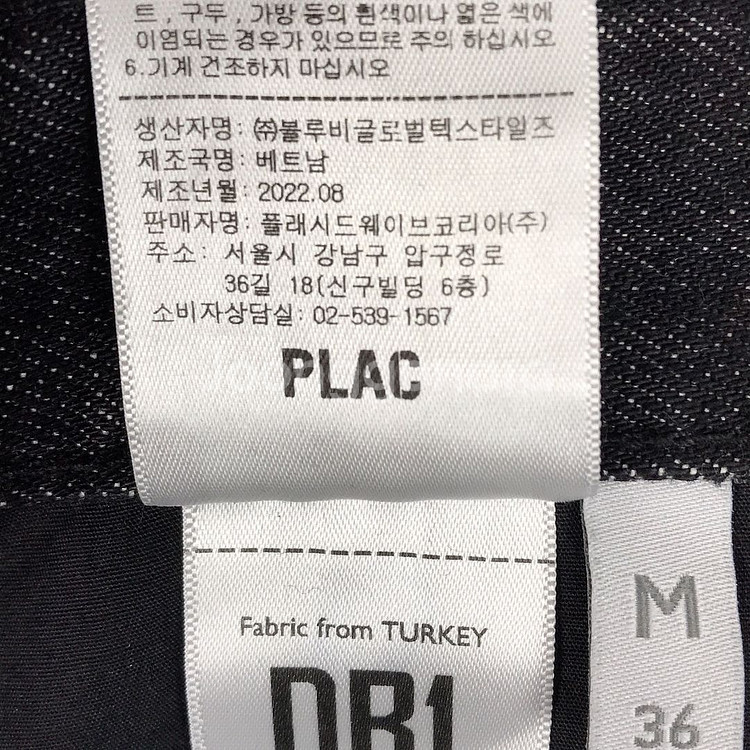 트, 구두, 가방 등의 흰색이나 엷은 색에
이염되는 경우가 있으므로 주의 하십시오
6.기계 건조하지 마십시오
생산자명: ㈜블루비글로벌텍스타일즈
제조국명: 베트남
제조년월: 2022.08
판매자명: 플래시드웨이브코리아(주)
주소: 서울시 강남구 압구정로
36길 18(신구빌딩 6층)
소비자상담실: 02-539-1567
PLAC
Fabric from TURKEY
DB1
M
36